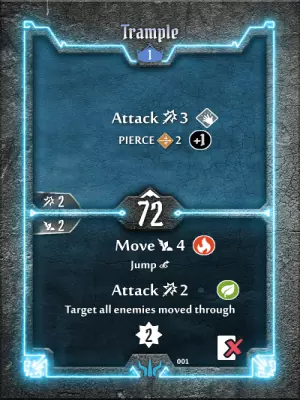 Trample
1
Attack 3
PIERCE 2 +1
2
72
2
Move 4
Jump
Attack 2
Target all enemies moved through
2
001